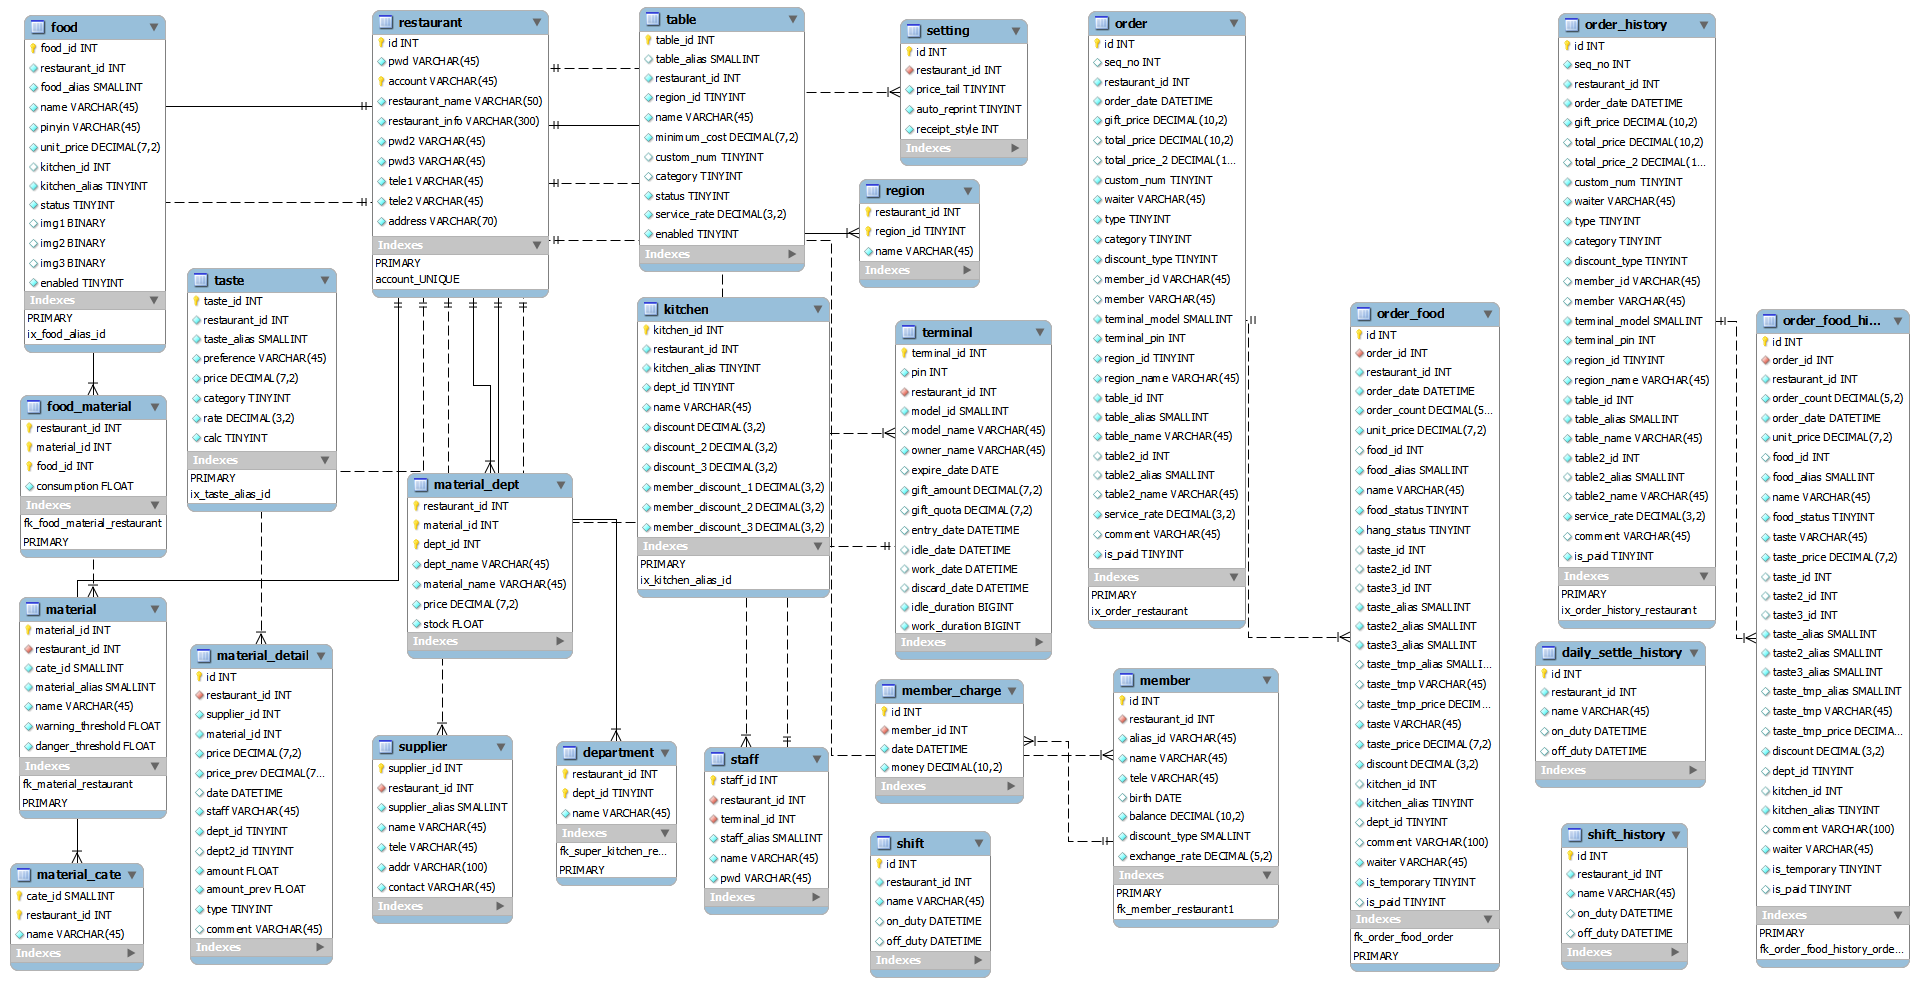 food
food_id INT
restaurant_id INT
food_alias SMALLINT
name VARCHAR(45)
pinyin VARCHAR(45)
unit_price DECIMAL(7,2)
kitchen_id INT
kitchen_alias TINYINT
status TINYINT
img1 BINARY
img2 BINARY
img3 BINARY
enabled TINYINT
Indexes
PRIMARY
ix_food_alias_id
restaurant
id INT
pwd VARCHAR(45)
account VARCHAR(45)
restaurant_name VARCHAR(50)
restaurant_info VARCHAR(300)
pwd2 VARCHAR(45)
pwd3 VARCHAR(45)
tele1 VARCHAR(45)
tele2 VARCHAR(45)
address VARCHAR(70)
Indexes
PRIMARY
account_UNIQUE
table
table_id INT
table_alias SMALLINT
restaurant_id INT
region_id TINYINT
name VARCHAR(45)
minimum_cost DECIMAL(7,2)
custom_num TINYINT
category TINYINT
status TINYINT
service_rate DECIMAL(3,2)
enabled TINYINT
Indexes
setting
id INT
restaurant_id INT
price_tail TINYINT
auto_reprint TINYINT
receipt_style INT
Indexes
region
restaurant_id INT
region_id TINYINT
name VARCHAR(45)
Indexes
order
id INT
seq_no INT
restaurant_id INT
order_date DATETIME
gift_price DECIMAL(10,2)
total_price DECIMAL(10,2)
total_price_2 DECIMAL(1...
custom_num TINYINT
waiter VARCHAR(45)
type TINYINT
category TINYINT
discount_type TINYINT
member_id VARCHAR(45)
member VARCHAR(45)
terminal_model SMALLINT
terminal_pin INT
region_id TINYINT
region_name VARCHAR(45)
table_id INT
table_alias SMALLINT
table_name VARCHAR(45)
table2_id INT
table2_alias SMALLINT
table2_name VARCHAR(45)
service_rate DECIMAL(3,2)
comment VARCHAR(45)
is_paid TINYINT
Indexes
PRIMARY
ix_order_restaurant
order_history
id INT
seq_no INT
restaurant_id INT
order_date DATETIME
gift_price DECIMAL(10,2)
total_price DECIMAL(10,2)
total_price_2 DECIMAL(1...
custom_num TINYINT
waiter VARCHAR(45)
type TINYINT
category TINYINT
discount_type TINYINT
member_id VARCHAR(45)
member VARCHAR(45)
terminal_model SMALLINT
terminal_pin INT
region_id TINYINT
region_name VARCHAR(45)
table_id INT
table_alias SMALLINT
table_name VARCHAR(45)
table2_id INT
table2_alias SMALLINT
table2_name VARCHAR(45)
service_rate DECIMAL(3,2)
comment VARCHAR(45)
is_paid TINYINT
Indexes
PRIMARY
ix_order_history_restaurant
taste
taste_id INT
restaurant_id INT
taste_alias SMALLINT
preference VARCHAR(45)
price DECIMAL(7,2)
category TINYINT
rate DECIMAL(3,2)
calc TINYINT
Indexes
PRIMARY
ix_taste_alias_id
kitchen
kitchen_id INT
restaurant_id INT
kitchen_alias TINYINT
dept_id TINYINT
name VARCHAR(45)
discount DECIMAL(3,2)
discount_2 DECIMAL(3,2)
discount_3 DECIMAL(3,2)
member_discount_1 DECIMAL(3,2)
member_discount_2 DECIMAL(3,2)
member_discount_3 DECIMAL(3,2)
Indexes
PRIMARY
ix_kitchen_alias_id
terminal
terminal_id INT
pin INT
restaurant_id INT
model_id SMALLINT
model_name VARCHAR(45)
owner_name VARCHAR(45)
expire_date DATE
gift_amount DECIMAL(7,2)
gift_quota DECIMAL(7,2)
entry_date DATETIME
idle_date DATETIME
work_date DATETIME
discard_date DATETIME
idle_duration BIGINT
work_duration BIGINT
Indexes
order_food
id INT
order_id INT
restaurant_id INT
order_date DATETIME
order_count DECIMAL(5...
unit_price DECIMAL(7,2)
food_id INT
food_alias SMALLINT
name VARCHAR(45)
food_status TINYINT
hang_status TINYINT
taste_id INT
taste2_id INT
taste3_id INT
taste_alias SMALLINT
taste2_alias SMALLINT
taste3_alias SMALLINT
taste_tmp_alias SMALLI...
taste_tmp VARCHAR(45)
taste_tmp_price DECIM...
taste VARCHAR(45)
taste_price DECIMAL(7,2)
discount DECIMAL(3,2)
kitchen_id INT
kitchen_alias TINYINT
dept_id TINYINT
comment VARCHAR(100)
waiter VARCHAR(45)
is_temporary TINYINT
is_paid TINYINT
Indexes
fk_order_food_order
PRIMARY
order_food_hi...
id INT
order_id INT
restaurant_id INT
order_count DECIMAL(5,2)
order_date DATETIME
unit_price DECIMAL(7,2)
food_id INT
food_alias SMALLINT
name VARCHAR(45)
food_status TINYINT
taste VARCHAR(45)
taste_price DECIMAL(7,2)
taste_id INT
taste2_id INT
taste3_id INT
taste_alias SMALLINT
taste2_alias SMALLINT
taste3_alias SMALLINT
taste_tmp_alias SMALLINT
taste_tmp VARCHAR(45)
taste_tmp_price DECIMA...
discount DECIMAL(3,2)
dept_id TINYINT
kitchen_id INT
kitchen_alias TINYINT
comment VARCHAR(100)
waiter VARCHAR(45)
is_temporary TINYINT
is_paid TINYINT
Indexes
PRIMARY
fk_order_food_history_orde...
food_material
restaurant_id INT
material_id INT
food_id INT
consumption FLOAT
Indexes
fk_food_material_restaurant
PRIMARY
material_dept
restaurant_id INT
material_id INT
dept_id INT
dept_name VARCHAR(45)
material_name VARCHAR(45)
price DECIMAL(7,2)
stock FLOAT
Indexes
material
material_id INT
restaurant_id INT
cate_id SMALLINT
material_alias SMALLINT
name VARCHAR(45)
warning_threshold FLOAT
danger_threshold FLOAT
Indexes
fk_material_restaurant
PRIMARY
material_detail
id INT
restaurant_id INT
supplier_id INT
material_id INT
price DECIMAL(7,2)
price_prev DECIMAL(7...
date DATETIME
staff VARCHAR(45)
dept_id TINYINT
dept2_id TINYINT
amount FLOAT
amount_prev FLOAT
type TINYINT
comment VARCHAR(45)
Indexes
daily_settle_history
id INT
restaurant_id INT
name VARCHAR(45)
on_duty DATETIME
off_duty DATETIME
Indexes
member_charge
id INT
member_id INT
date DATETIME
money DECIMAL(10,2)
Indexes
member
id INT
restaurant_id INT
alias_id VARCHAR(45)
name VARCHAR(45)
tele VARCHAR(45)
birth DATE
balance DECIMAL(10,2)
discount_type SMALLINT
exchange_rate DECIMAL(5,2)
Indexes
PRIMARY
fk_member_restaurant1
supplier
supplier_id INT
restaurant_id INT
supplier_alias SMALLINT
name VARCHAR(45)
tele VARCHAR(45)
addr VARCHAR(100)
contact VARCHAR(45)
Indexes
department
restaurant_id INT
dept_id TINYINT
name VARCHAR(45)
Indexes
fk_super_kitchen_re...
PRIMARY
staff
staff_id INT
restaurant_id INT
terminal_id INT
staff_alias SMALLINT
name VARCHAR(45)
pwd VARCHAR(45)
Indexes
shift
id INT
restaurant_id INT
name VARCHAR(45)
on_duty DATETIME
off_duty DATETIME
Indexes
shift_history
id INT
restaurant_id INT
name VARCHAR(45)
on_duty DATETIME
off_duty DATETIME
Indexes
material_cate
cate_id SMALLINT
restaurant_id INT
name VARCHAR(45)
Indexes